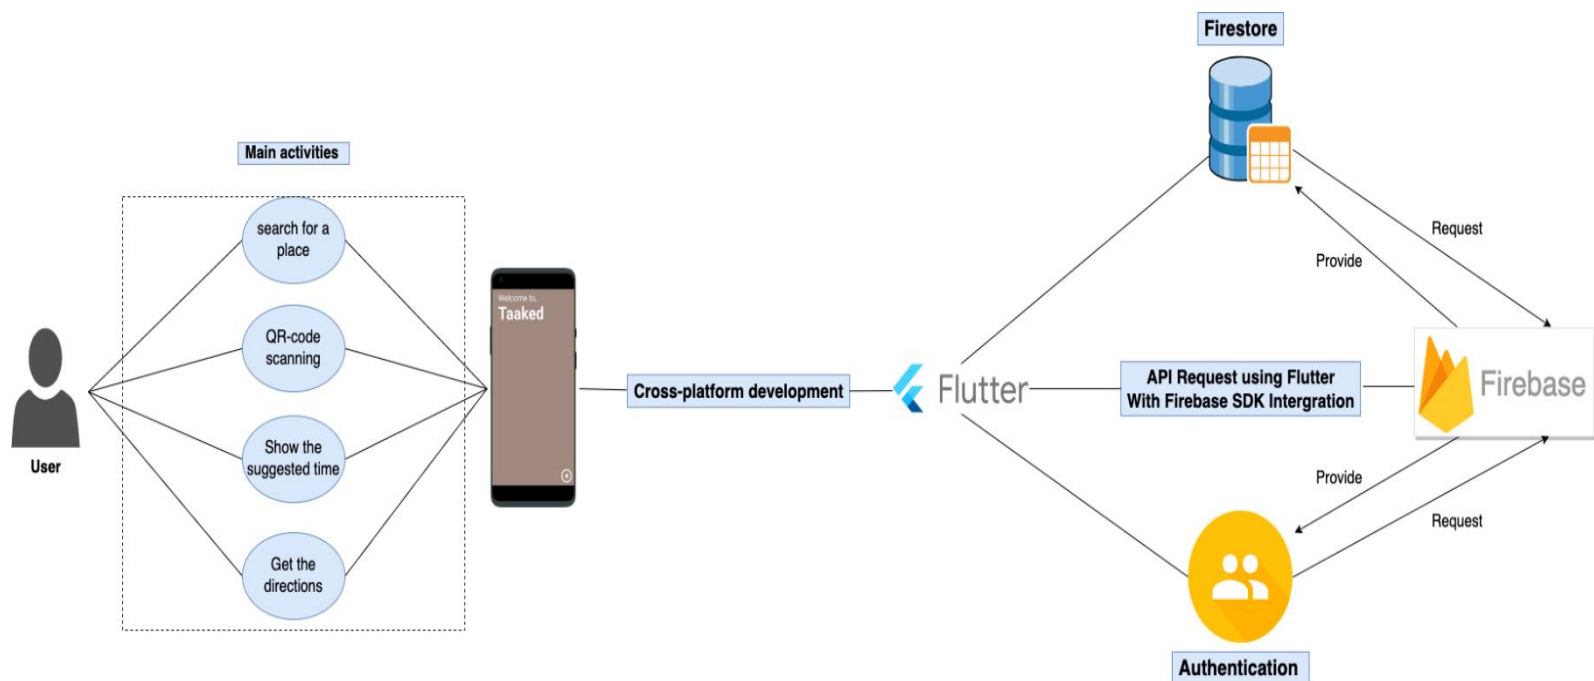 Firestore
Main activities
search for a
place
QR-code
scanning
Show the
suggested time
Get the
directions
User
Welcome to,
Taaked
Cross-platform development
Flutter
API Request using Flutter
With Firebase SDK Intergration
Request
Provide
Firebase
Provide
Request
Authentication